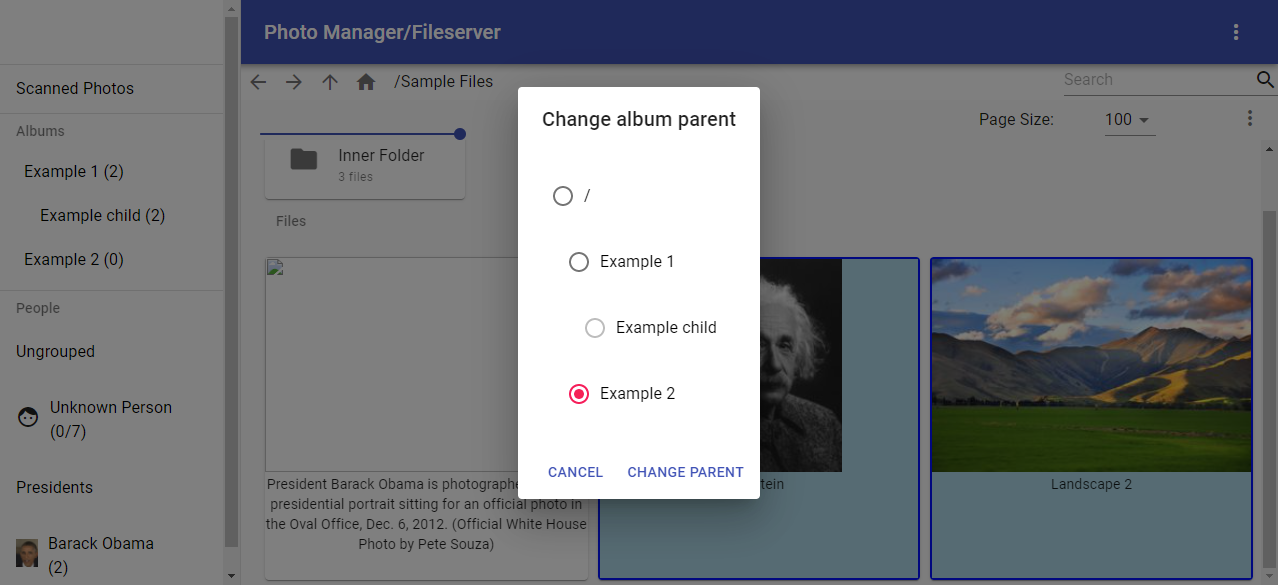 Photo Manager/Fileserver
Scanned Photos
Albums
Example 1 (2)
Example child (2)
Example 2 (0)
People
Ungrouped
Unknown Person
(0/7)
Presidents
Barack Obama
(2)
/Sample Files
Search
Page Size:
100
Inner Folder
3 files
Files
President Barack Obama is photographe
presidential portrait sitting for an official photo in
the Oval Office, Dec. 6, 2012. (Official White House
Photo by Pete Souza)
tein
Landscape 2
Change album parent
/
Example 1
Example child
Example 2
CANCEL
CHANGE PARENT